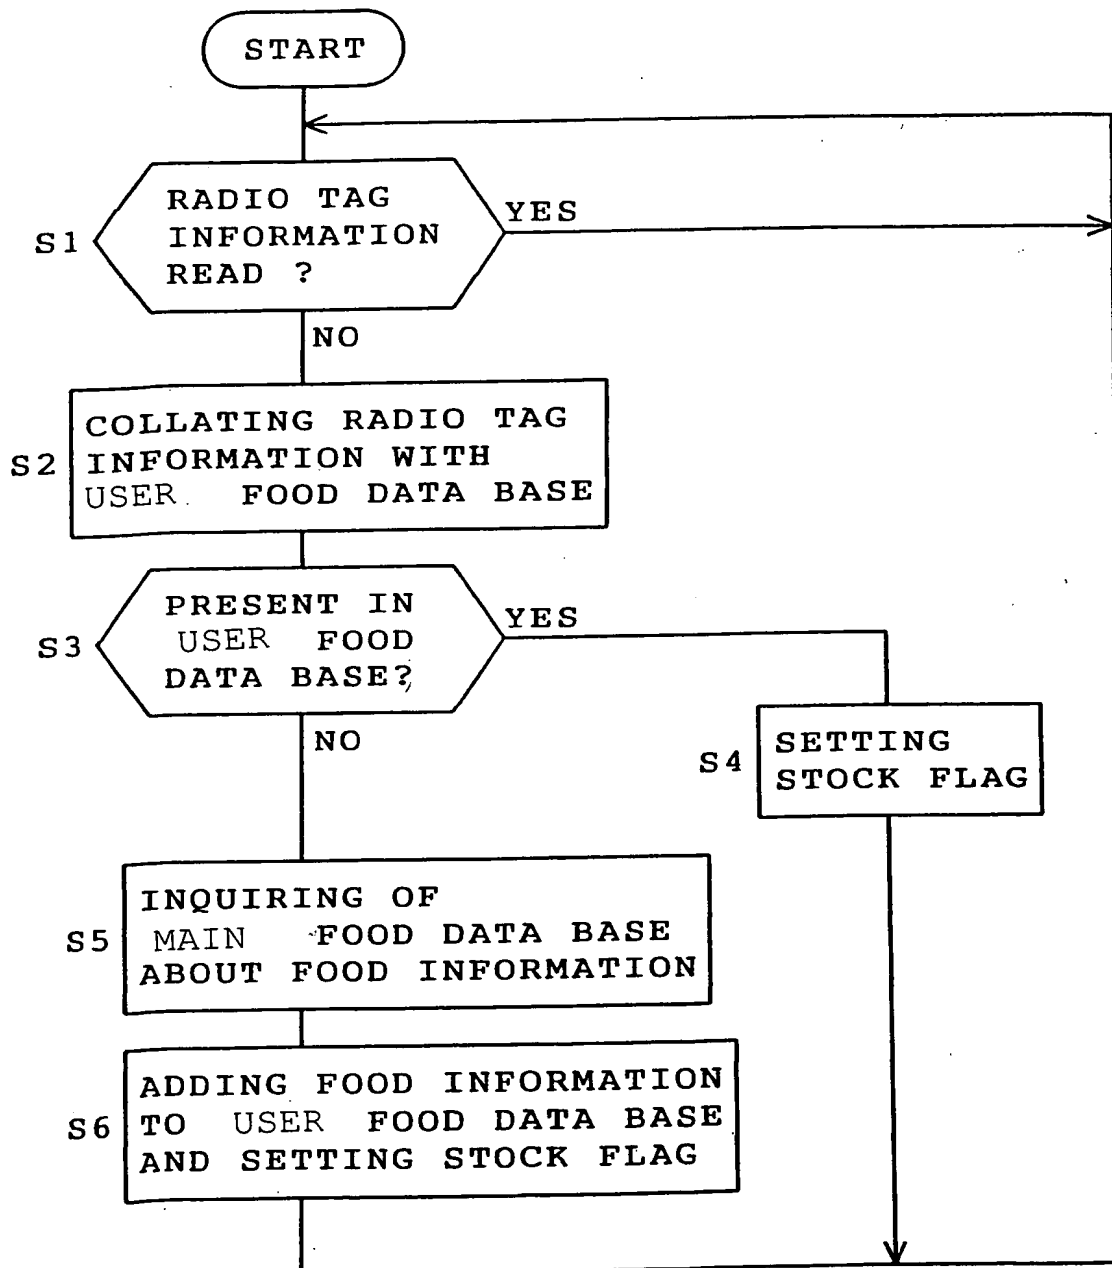 START
RADIO TAG
INFORMATION
READ ?
S1
YES
NO
COLLATING RADIO TAG
INFORMATION WITH
USER FOOD DATA BASE
S2
PRESENT IN
USER FOOD
DATA BASE?
S3
YES
NO
SETTING
STOCK FLAG
S4
INQUIRING OF
MAIN FOOD DATA BASE
ABOUT FOOD INFORMATION
S5
ADDING FOOD INFORMATION
TO USER FOOD DATA BASE
AND SETTING STOCK FLAG
S6